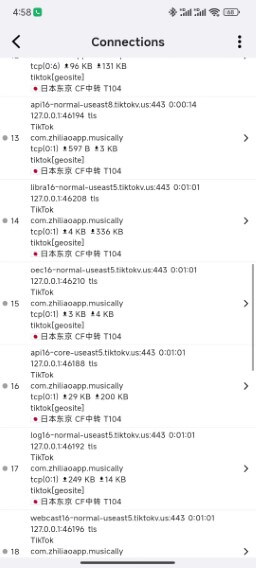 4:58
68
Connections
12
tcp(0:6) ↟96 KB ↡131 KB
tiktok[geosite]
日本东京 CF中转 T104
api16-normal-useast8.tiktokv.us:443 0:00:14
127.0.0.1:46194 tls
TikTok
13
com.zhiliaoapp.musically
tcp(0:1) ↟597 B ↡3 KB
tiktok[geosite]
日本东京 CF中转 T104
libra16-normal-useast8.tiktokv.us:443 0:01:01
127.0.0.1:46208 tls
TikTok
14
com.zhiliaoapp.musically
tcp(0:1) ↟4 KB ↡336 KB
tiktok[geosite]
日本东京 CF中转 T104
oec16-normal-useast5.tiktokv.us:443 0:01:01
127.0.0.1:46210 tls
TikTok
15
com.zhiliaoapp.musically
tcp(0:1) ↟3 KB ↡4 KB
tiktok[geosite]
日本东京 CF中转 T104
api16-core-useast5.tiktokv.us:443 0:01:01
127.0.0.1:46188 tls
TikTok
16
com.zhiliaoapp.musically
tcp(0:1) ↟29 KB ↡200 KB
tiktok[geosite]
日本东京 CF中转 T104
log16-normal-useast5.tiktokv.us:443 0:01:01
127.0.0.1:46192 tls
TikTok
17
com.zhiliaoapp.musically
tcp(0:1) ↟249 KB ↡14 KB
tiktok[geosite]
日本东京 CF中转 T104
webcast16-normal-useast5.tiktokv.us:443 0:01:01
127.0.0.1:46196 tls
TikTok
18
com.zhiliaoapp.musically